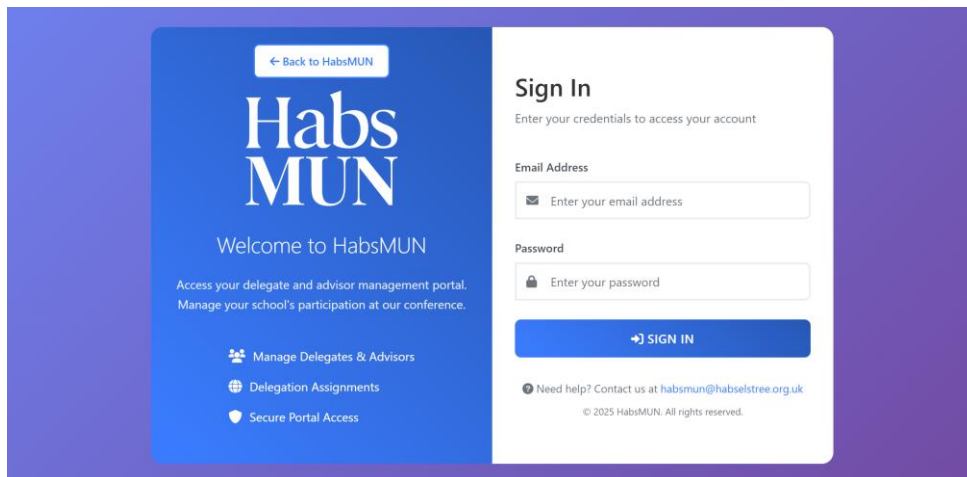 Back to HabsMUN
Habs
MUN
Welcome to HabsMUN
Access your delegate and advisor management portal.
Manage your school's participation at our conference.
Manage Delegates & Advisors
Delegation Assignments
Secure Portal Access
Sign In
Enter your credentials to access your account
Email Address
Enter your email address
Password
Enter your password
SIGN IN
Need help? Contact us at habsmun@habselstree.org.uk
© 2025 HabsMUN. All rights reserved.